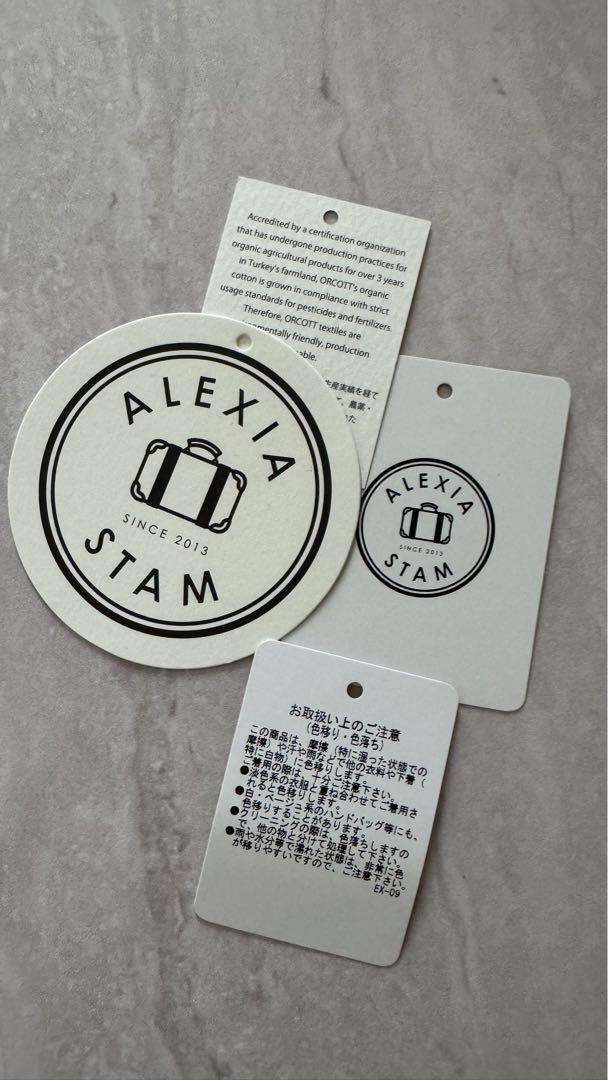 Accredited by a certification organization
that has undergone production practices for
organic agricultural products for over 3 years
in Turkey's farmland, ORCOTT's organic
cotton is grown in compliance with strict
usage standards for pesticides and fertilizers.
Therefore, ORCOTT textiles are
friendly, production
生産実績を経て
農薬・
ALEXIA
SINCE 2013
STAM
ALEXIA
SINCE 2013
STAM
お取扱い上のご注意
(色移り・色落ち)
この商品は、摩擦(特に湿った状態での
摩擦)や汗や雨などで他の衣料や下着(
特に白物)に色移りします。
ご着用の際は、十分ご注意下さい。
●淡色系の衣服と重ね合わせてご着用さ
れると色移りします。
●白・ベージュ系のハンドバッグ等にも、
色移りすることがあります。
●クリーニングの際は、色落ちしますの
で、他の物と分けて処理して下さい。
●雨や水分等で濡れた状態は、非常に色
が移りやすいですので、ご注意下さい。
EX-09